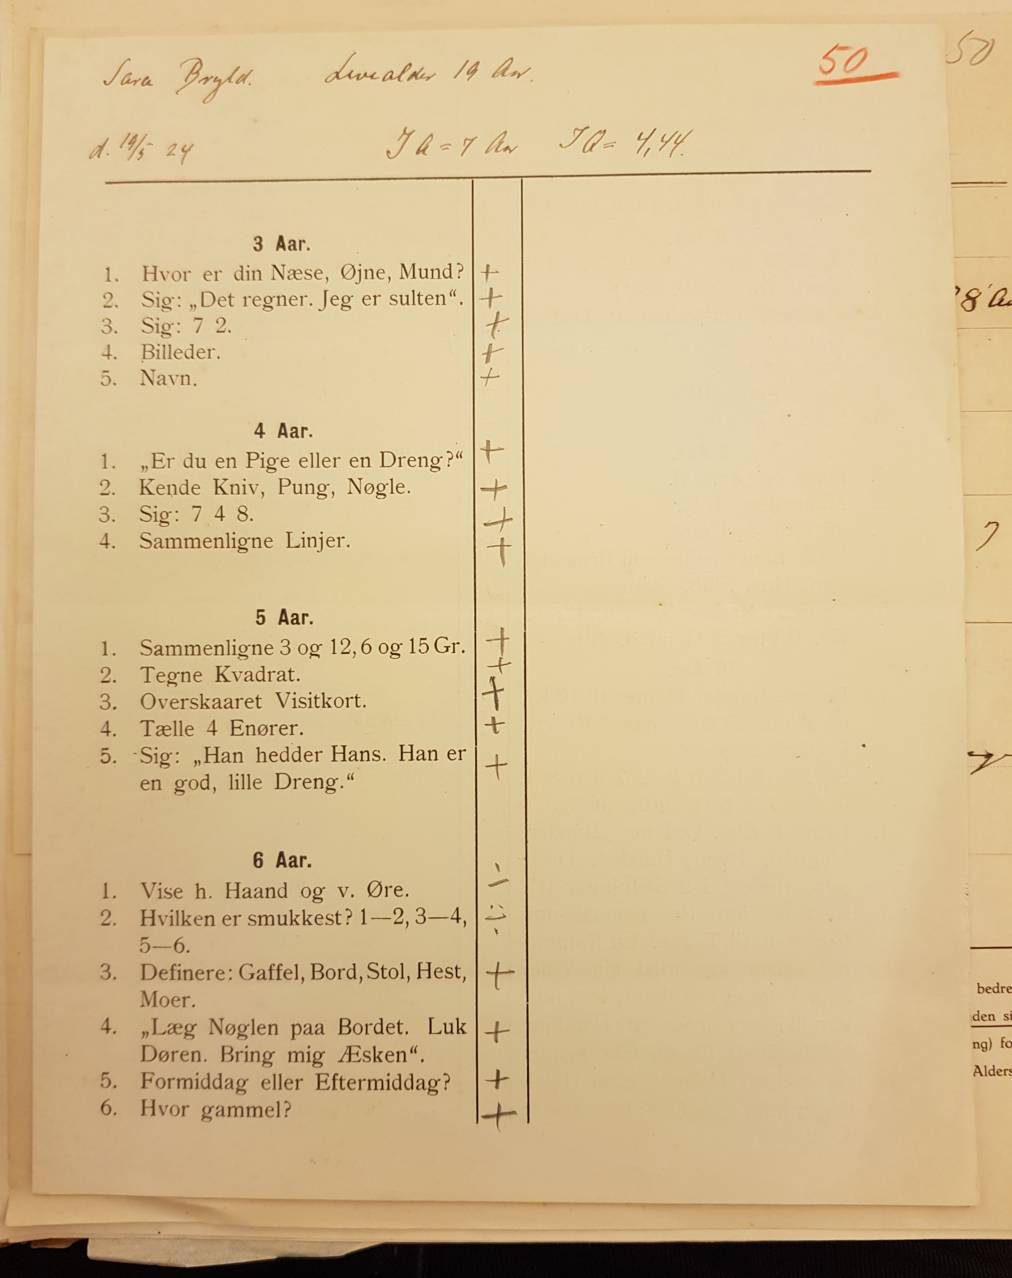 Sara Bryld. Levealder 19 Aar. 50
50
d. 19/5 24 IA = 7 Aar IQ = 4,44.
3 Aar.
1. Hvor er din Næse, Øjne, Mund? +
2. Sig: „Det regner. Jeg er sulten“. +
3. Sig: 7 2. +
4. Billeder. +
5. Navn. +
4 Aar.
1. „Er du en Pige eller en Dreng?“ +
2. Kende Kniv, Pung, Nøgle. +
3. Sig: 7 4 8. +
4. Sammenligne Linjer. +
5 Aar.
1. Sammenligne 3 og 12, 6 og 15 Gr. +
2. Tegne Kvadrat. +
3. Overskaaret Visitkort. +
4. Tælle 4 Enører. +
5. Sig: „Han hedder Hans. Han er +
en god, lille Dreng.“
6 Aar.
1. Vise h. Haand og v. Øre. ÷
2. Hvilken er smukkest? 1—2, 3—4, ÷
5—6.
3. Definere: Gaffel, Bord, Stol, Hest, +
Moer.
4. „Læg Nøglen paa Bordet. Luk +
Døren. Bring mig Æsken“.
5. Formiddag eller Eftermiddag? +
6. Hvor gammel? +
bedre
den si
ng) fo
Alders